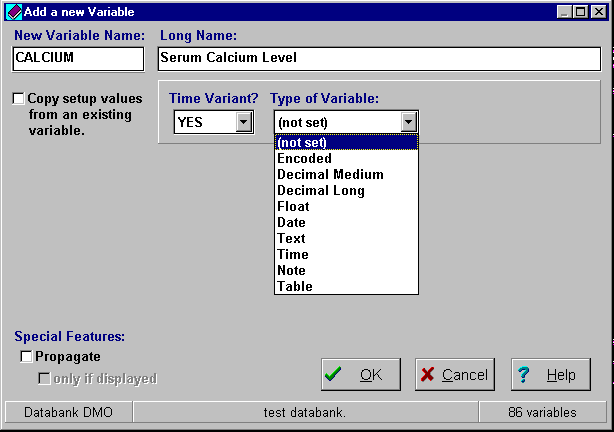 Add a new Variable
New Variable Name: Long Name:
CALCIUM Serum Calcium Level
Copy setup values
from an existing
variable.
Time Variant? Type of Variable:
YES (not set)
(not set)
Encoded
Decimal Medium
Decimal Long
Float
Date
Text
Time
Note
Table
Special Features:
Propagate
only if displayed
OK Cancel Help
Databank DMO test databank. 86 variables